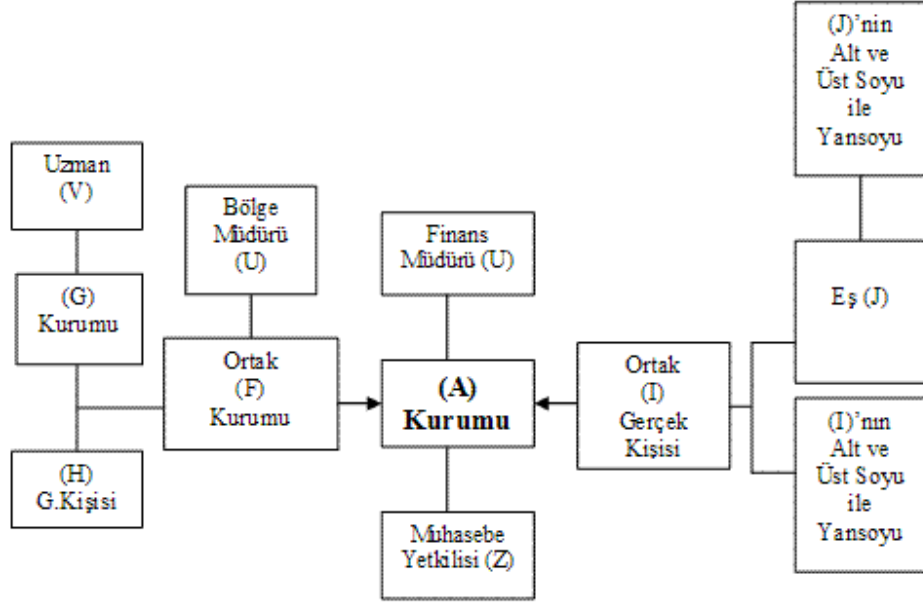 (J)'nin
Alt ve
Üst Soyu
ile
Yansoyu
Uzman
(V)
Bölge
Müdürü
(U)
Finans
Müdürü (U)
(G)
Kurumu
Eş (J)
Ortak
(F)
Kurumu
(A)
Kurumu
Ortak
(I)
Gerçek
Kişisi
(I)'nın
Alt ve
Üst Soyu
ile
Yansoyu
(H)
G.Kişisi
Muhasebe
Yetkilisi (Z)